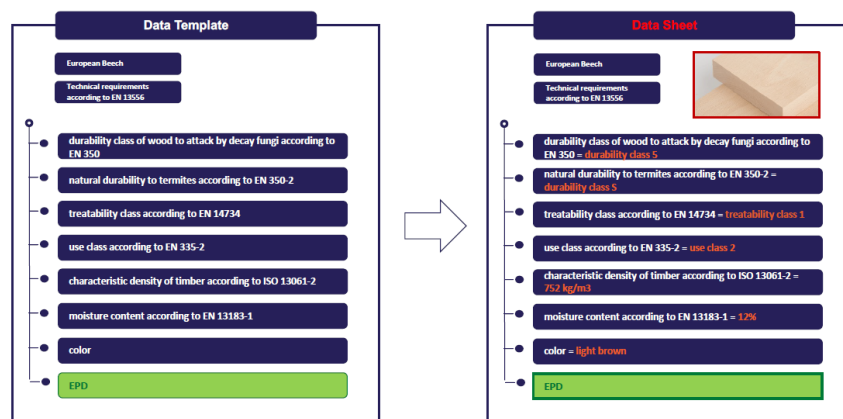 Data Template
European Beech
Technical requirements
according to EN 13556
durability class of wood to attack by decay fungi according to
EN 350
natural durability to termites according to EN 350-2
treatability class according to EN 14734
use class according to EN 335-2
characteristic density of timber according to ISO 13061-2
moisture content according to EN 13183-1
color
EPD
Data Sheet
European Beech
Technical requirements
according to EN 13556
durability class of wood to attack by decay fungi according to
EN 350 = durability class 5
natural durability to termites according to EN 350-2 =
durability class 5
treatability class according to EN 14734 = treatability class 1
use class according to EN 335-2 = use class 2
characteristic density of timber according to ISO 13061-2 =
752 kg/m3
moisture content according to EN 13183-1 = 12%
color = light brown
EPD